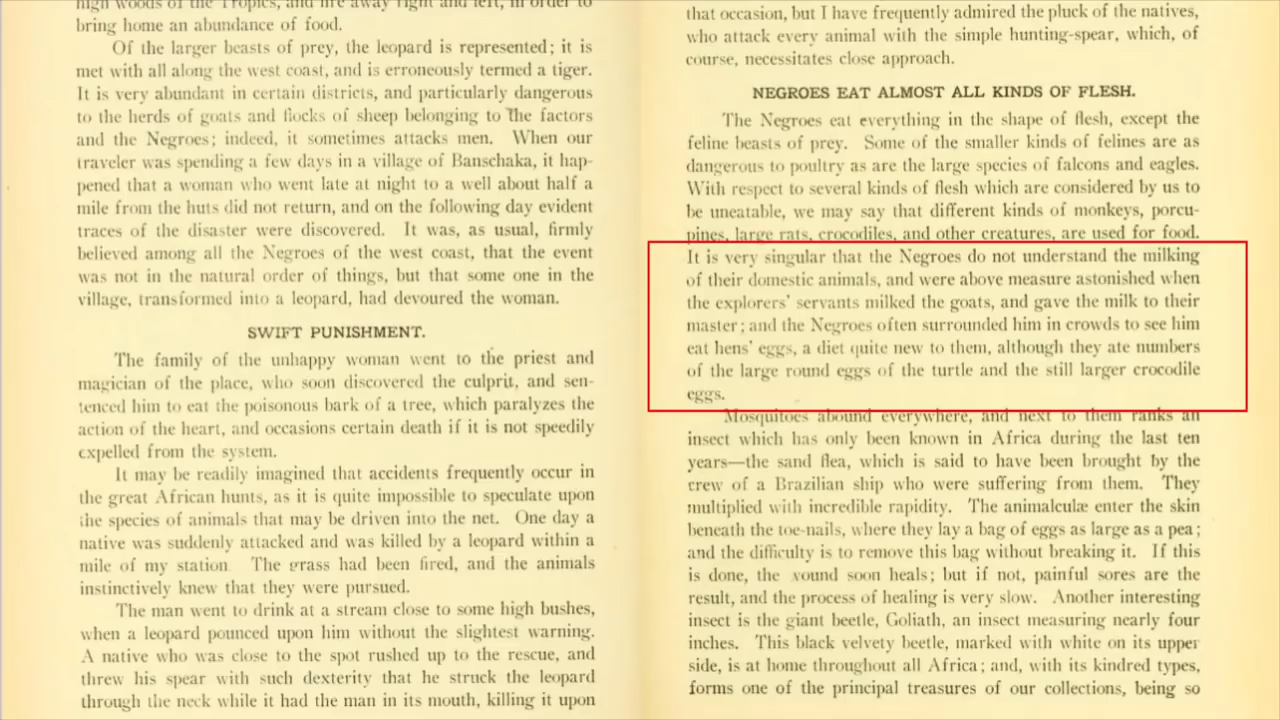 high woods of the Tropics, and fire away right and left, in order to
bring home an abundance of food.
Of the larger beasts of prey, the leopard is represented; it is
met with all along the west coast, and is erroneously termed a tiger.
It is very abundant in certain districts, and particularly dangerous
to the herds of goats and flocks of sheep belonging to the factors
and the Negroes; indeed, it sometimes attacks men. When our
traveler was spending a few days in a village of Banschaka, it hap-
pened that a woman who went late at night to a well about half a
mile from the huts did not return, and on the following day evident
traces of the disaster were discovered. It was, as usual, firmly
believed among all the Negroes of the west coast, that the event
was not in the natural order of things, but that some one in the
village, transformed into a leopard, had devoured the woman.
SWIFT PUNISHMENT.
The family of the unhappy woman went to the priest and
magician of the place, who soon discovered the culprit, and sen-
tenced him to eat the poisonous bark of a tree, which paralyzes the
action of the heart, and occasions certain death if it is not speedily
expelled from the system.
It may be readily imagined that accidents frequently occur in
the great African hunts, as it is quite impossible to speculate upon
the species of animals that may be driven into the net. One day a
native was suddenly attacked and was killed by a leopard within a
mile of my station. The grass had been fired, and the animals
instinctively knew that they were pursued.
The man went to drink at a stream close to some high bushes,
when a leopard pounced upon him without the slightest warning.
A native who was close to the spot rushed up to the rescue, and
threw his spear with such dexterity that he struck the leopard
through the neck while it had the man in its mouth, killing it upon
that occasion, but I have frequently admired the pluck of the natives,
who attack every animal with the simple hunting-spear, which, of
course, necessitates close approach.
NEGROES EAT ALMOST ALL KINDS OF FLESH.
The Negroes eat everything in the shape of flesh, except the
feline beasts of prey. Some of the smaller kinds of felines are as
dangerous to poultry as are the large species of falcons and eagles.
With respect to several kinds of flesh which are considered by us to
be uneatable, we may say that different kinds of monkeys, porcu-
pines, large rats, crocodiles, and other creatures, are used for food.
It is very singular that the Negroes do not understand the milking
of their domestic animals, and were above measure astonished when
the explorers' servants milked the goats, and gave the milk to their
master; and the Negroes often surrounded him in crowds to see him
eat hens' eggs, a diet quite new to them, although they ate numbers
of the large round eggs of the turtle and the still larger crocodile
eggs.
Mosquitoes abound everywhere, and next to them ranks an
insect which has only been known in Africa during the last ten
years—the sand flea, which is said to have been brought by the
crew of a Brazilian ship who were suffering from them. They
multiplied with incredible rapidity. The animalculæ enter the skin
beneath the toe-nails, where they lay a bag of eggs as large as a pea;
and the difficulty is to remove this bag without breaking it. If this
is done, the wound soon heals; but if not, painful sores are the
result, and the process of healing is very slow. Another interesting
insect is the giant beetle, Goliath, an insect measuring nearly four
inches. This black velvety beetle, marked with white on its upper
side, is at home throughout all Africa; and, with its kindred types,
forms one of the principal treasures of our collections, being so